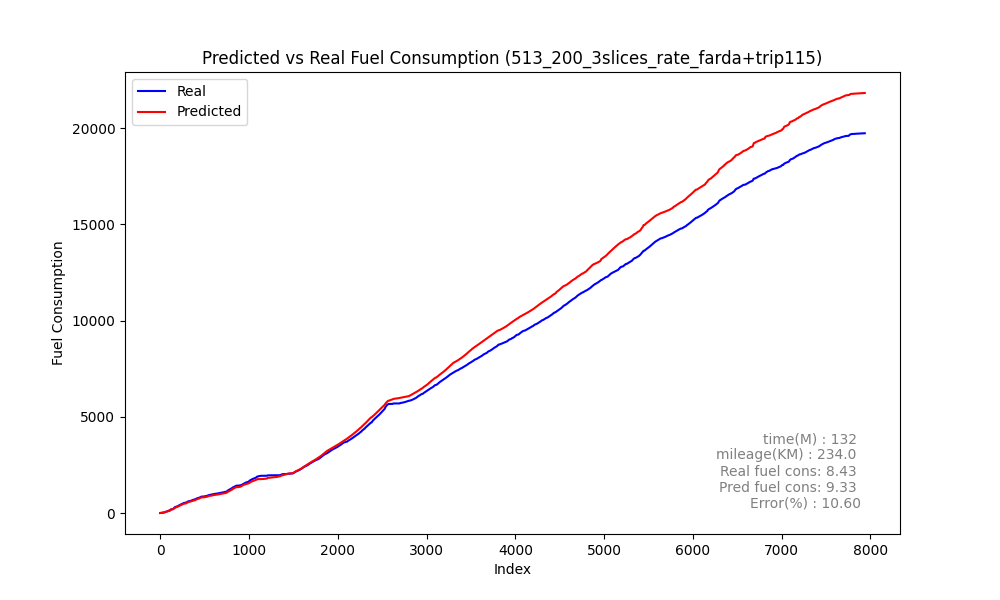 Predicted vs Real Fuel Consumption (513_200_3slices_rate_farda+trip115)
Real
Predicted
Fuel Consumption
20000
15000
10000
5000
0
time(M) : 132
mileage(KM) : 234.0
Real fuel cons: 8.43
Pred fuel cons: 9.33
Error(%) : 10.60
0 1000 2000 3000 4000 5000 6000 7000 8000
Index